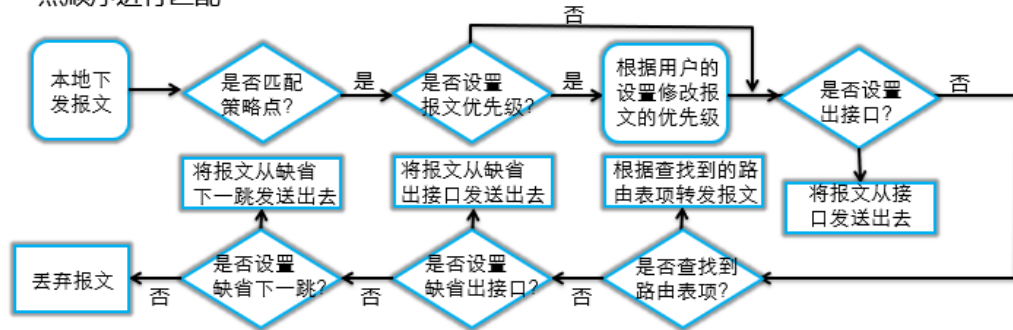 否
本地下
发报文
是否匹配
策略点?
是
是否设置
报文优先级?
是
根据用户的
设置修改报
文的优先级
是否设置
出接口?
否
将报文从缺省
下一跳发送出去
将报文从缺省
出接口发送出去
根据查找到的路
由表项转发报文
将报文从接
口发送出去
丢弃报文
否
是否设置
缺省下一跳?
否
是否设置
缺省出接口?
否
是否查找到
路由表项?